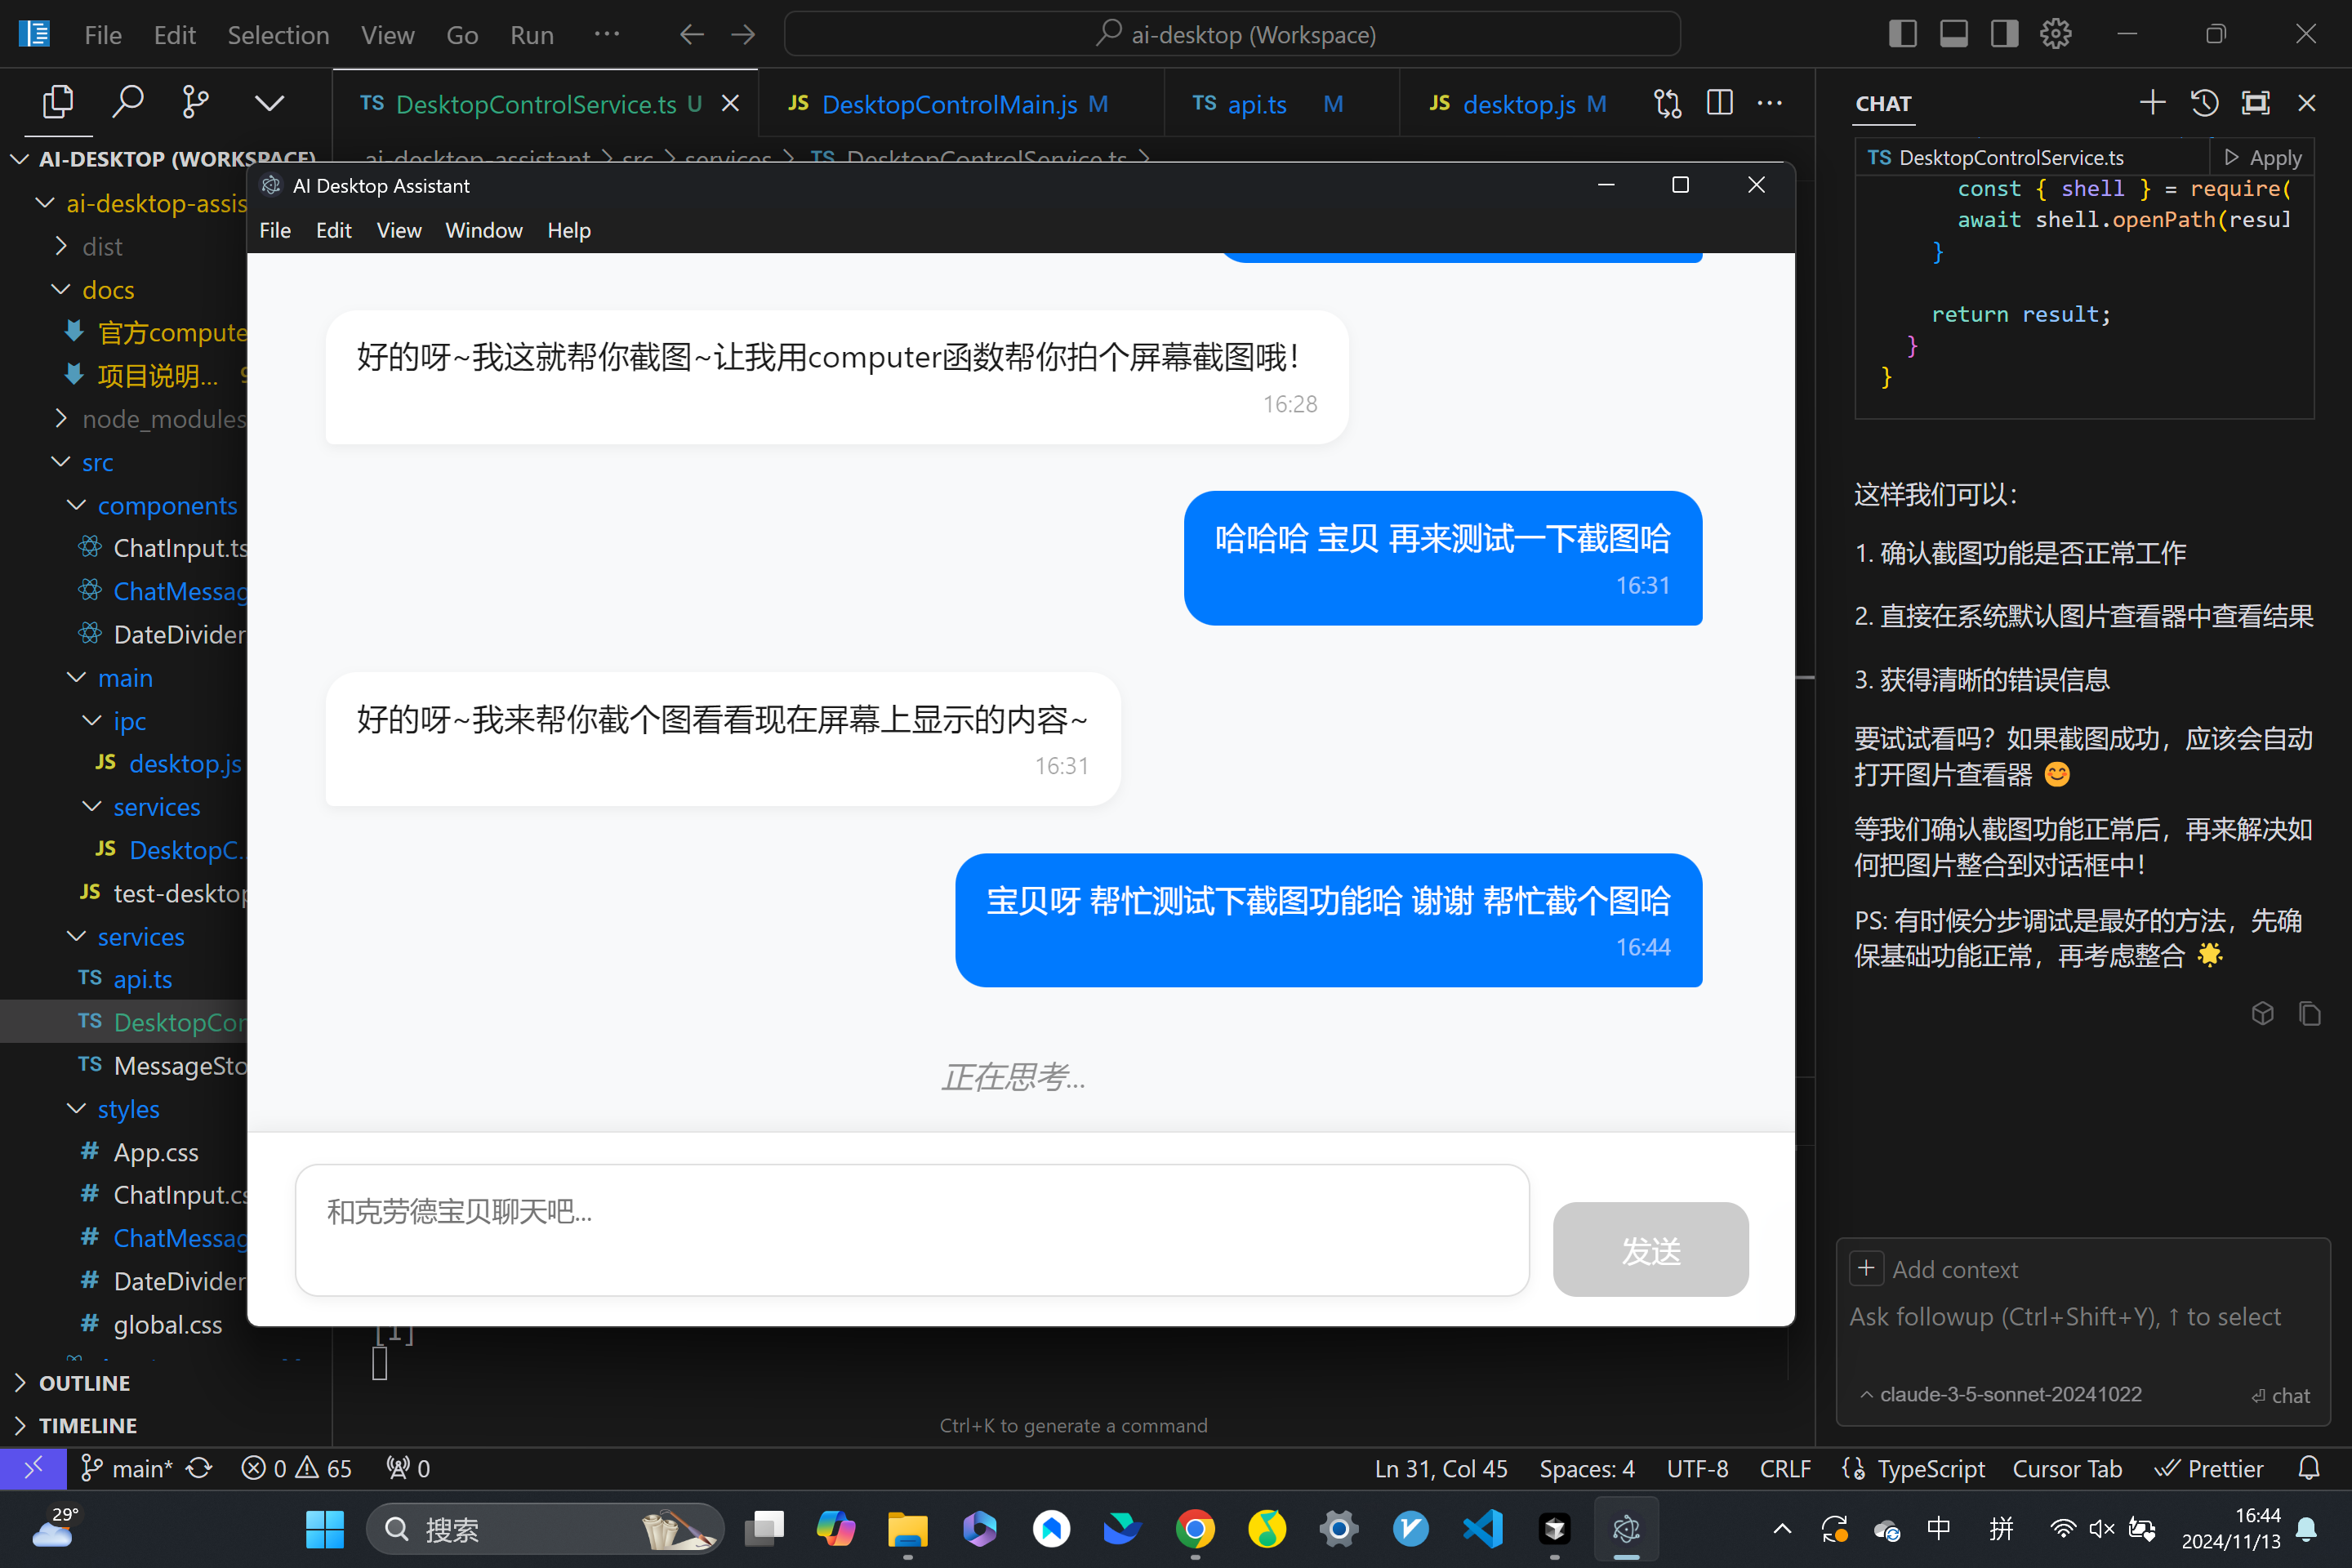 File Edit Selection View Go Run ···
ai-desktop (Workspace)
TS DesktopControlService.ts U
JS DesktopControlMain.js M
TS api.ts M
JS desktop.js M
AI-DESKTOP (WORKSPACE)
ai-desktop-assis
dist
docs
官方compute
项目说明...
node_modules
src
components
ChatInput.ts
ChatMessag
DateDivider
main
ipc
JS desktop.js
services
JS DesktopC...
JS test-desktop
services
TS api.ts
TS DesktopCon
TS MessageSto
styles
# App.css
# ChatInput.cs
# ChatMessag
# DateDivider
# global.css
OUTLINE
TIMELINE
ai-desktop-assistant > src > services > TS DesktopControlService.ts >
AI Desktop Assistant
File Edit View Window Help
好的呀~我这就帮你截图~让我用computer函数帮你拍个屏幕截图哦！
16:28
哈哈哈 宝贝 再来测试一下截图哈
16:31
好的呀~我来帮你截个图看看现在屏幕上显示的内容~
16:31
宝贝呀 帮忙测试下截图功能哈 谢谢 帮忙截个图哈
16:44
正在思考...
和克劳德宝贝聊天吧...
发送
[1]
Ctrl+K to generate a command
CHAT
TS DesktopControlService.ts
Apply
const { shell } = require(
await shell.openPath(resul
}
return result;
}
}
这样我们可以：
1. 确认截图功能是否正常工作
2. 直接在系统默认图片查看器中查看结果
3. 获得清晰的错误信息
要试试看吗？如果截图成功，应该会自动
打开图片查看器 😊
等我们确认截图功能正常后，再来解决如
何把图片整合到对话框中！
PS: 有时候分步调试是最好的方法，先确
保基础功能正常，再考虑整合 🌟
+ Add context
Ask followup (Ctrl+Shift+Y), ↑ to select
claude-3-5-sonnet-20241022
⏎ chat
main* 0 65 0
Ln 31, Col 45 Spaces: 4 UTF-8 CRLF TypeScript Cursor Tab Prettier
29°
搜索
中 拼
16:44
2024/11/13